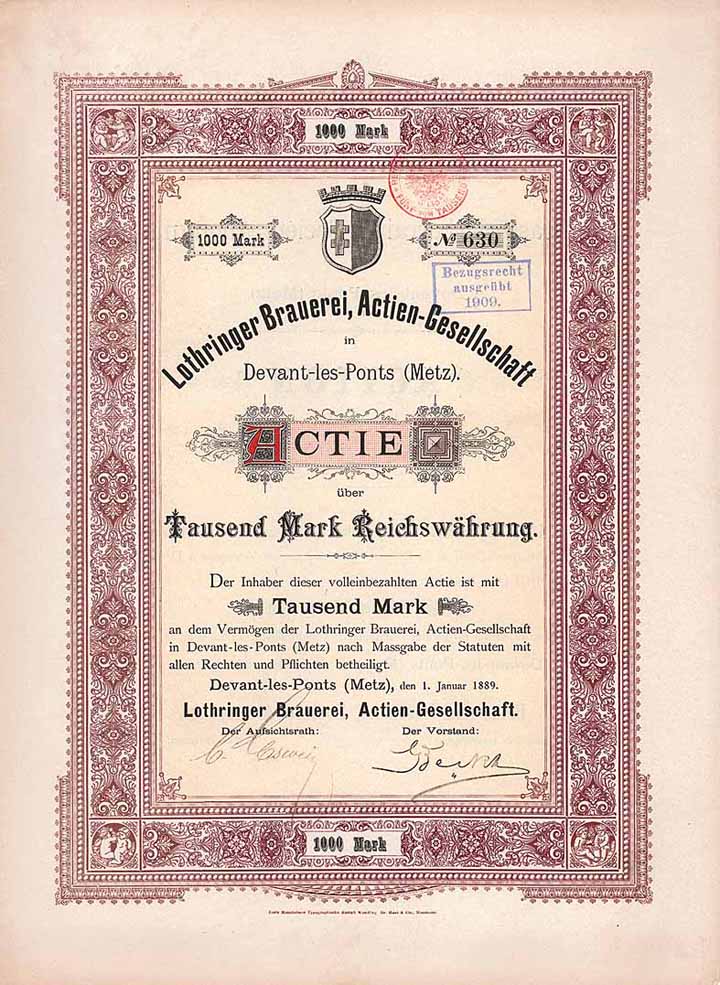 1000 Mark
1000 Mark
No 630
Bezugsrecht
ausgeübt
1909.
Lothringer Brauerei, Actien-Gesellschaft
in
Devant-les-Ponts (Metz).
ACTIE
über
Tausend Mark Reichswährung.
Der Inhaber dieser volleinbezahlten Actie ist mit
Tausend Mark
an dem Vermögen der Lothringer Brauerei, Actien-Gesellschaft
in Devant-les-Ponts (Metz) nach Massgabe der Statuten mit
allen Rechten und Pflichten betheiligt.
Devant-les-Ponts (Metz), den 1. Januar 1889.
Lothringer Brauerei, Actien-Gesellschaft.
Der Aufsichtsrath: Der Vorstand:
1000 Mark